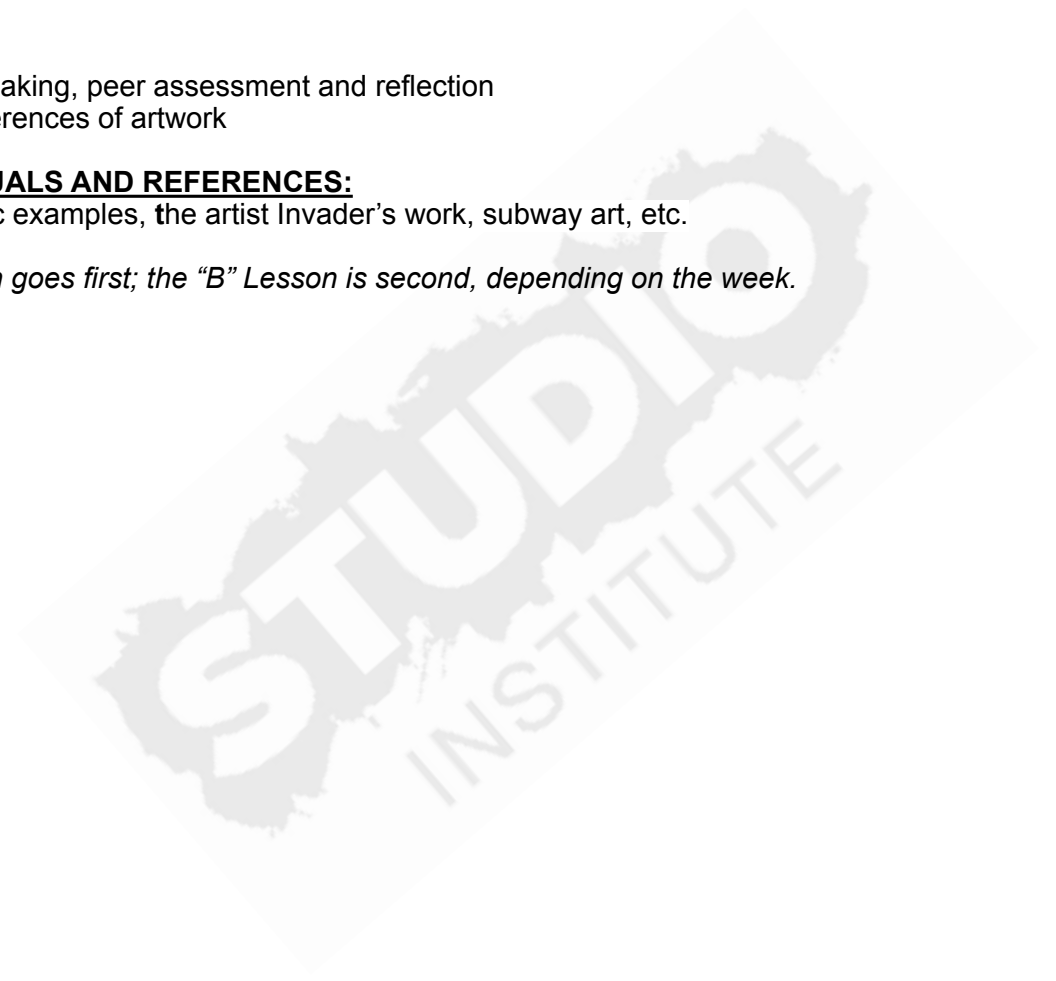 aking, peer assessment and reflection
erences of artwork
UALS AND REFERENCES:
c examples, the artist Invader’s work, subway art, etc.
n goes first; the “B” Lesson is second, depending on the week.
STUDIO
INSTITUTE